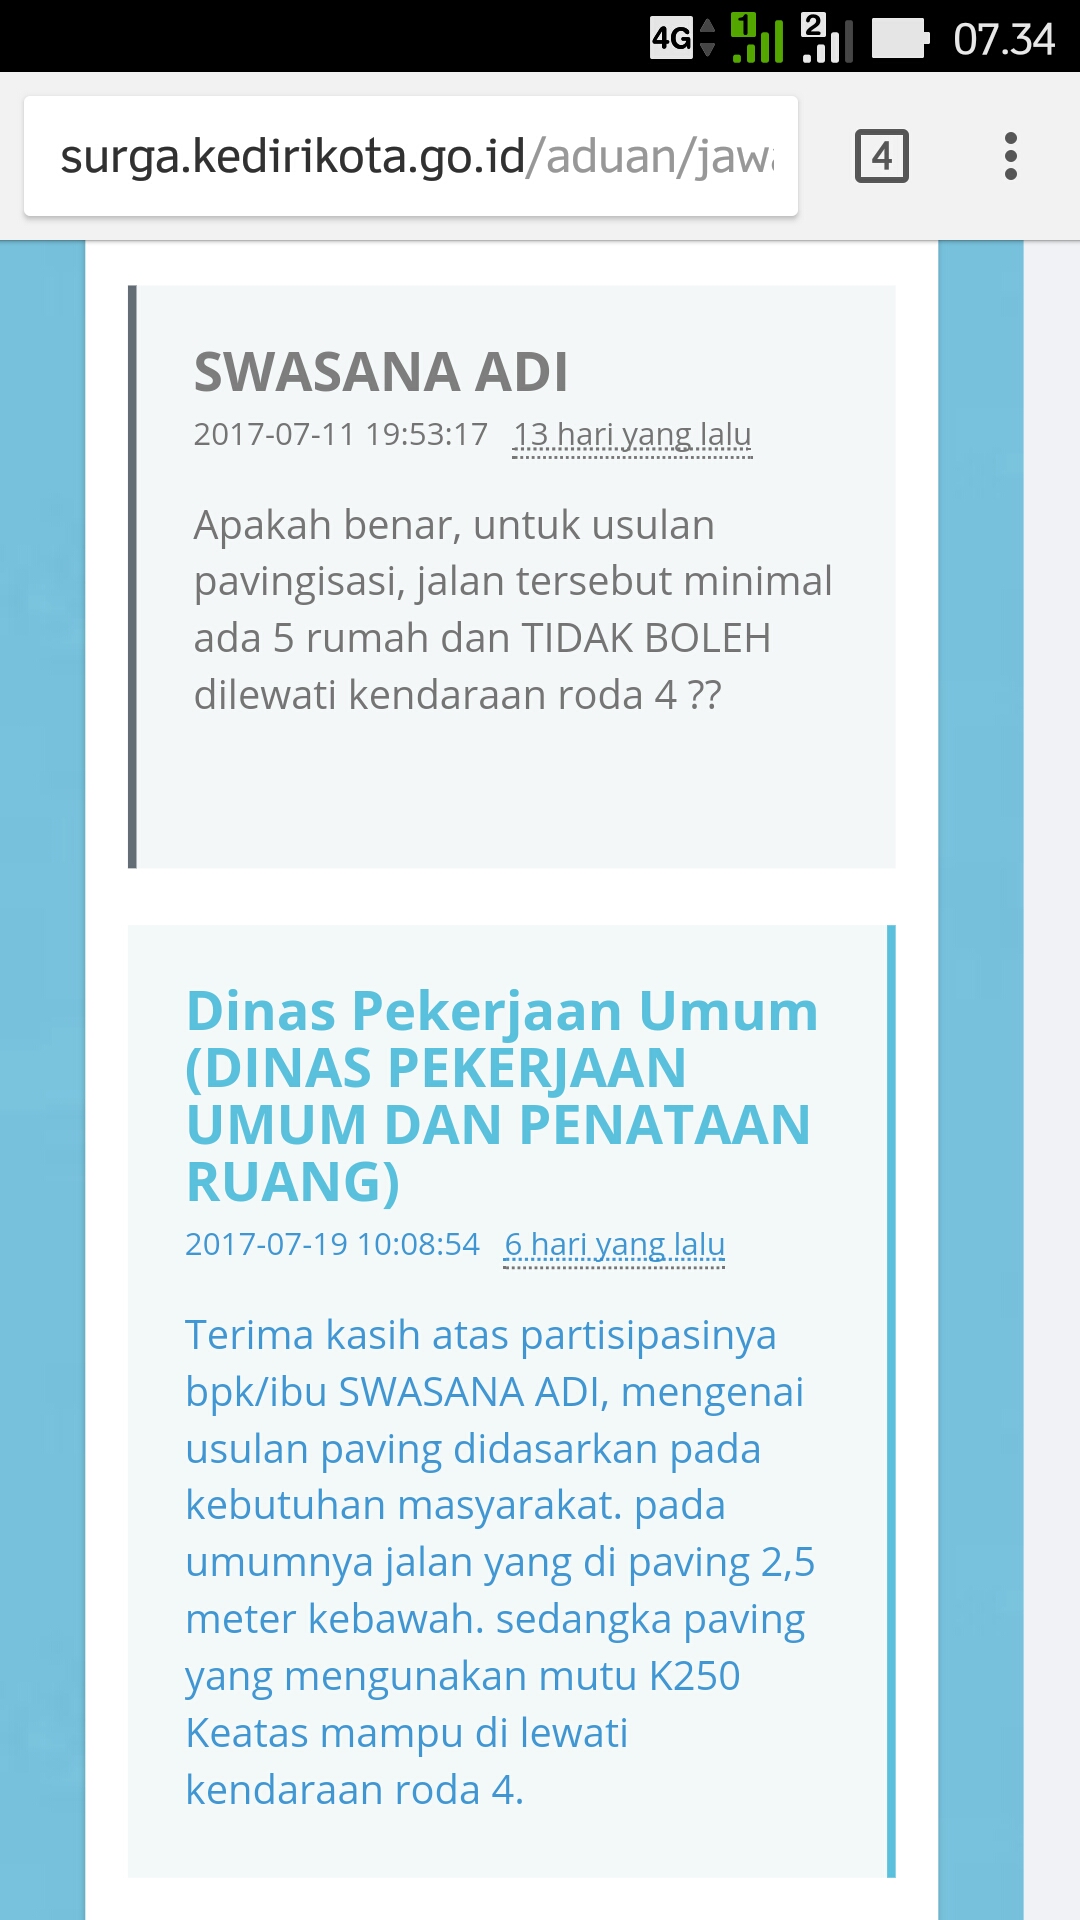 4G 1 2 07.34
surga.kedirikota.go.id/aduan/jawa
4
SWASANA ADI
2017-07-11 19:53:17 13 hari yang lalu
Apakah benar, untuk usulan
pavingisasi, jalan tersebut minimal
ada 5 rumah dan TIDAK BOLEH
dilewati kendaraan roda 4 ??
Dinas Pekerjaan Umum
(DINAS PEKERJAAN
UMUM DAN PENATAAN
RUANG)
2017-07-19 10:08:54 6 hari yang lalu
Terima kasih atas partisipasinya
bpk/ibu SWASANA ADI, mengenai
usulan paving didasarkan pada
kebutuhan masyarakat. pada
umumnya jalan yang di paving 2,5
meter kebawah. sedangka paving
yang mengunakan mutu K250
Keatas mampu di lewati
kendaraan roda 4.